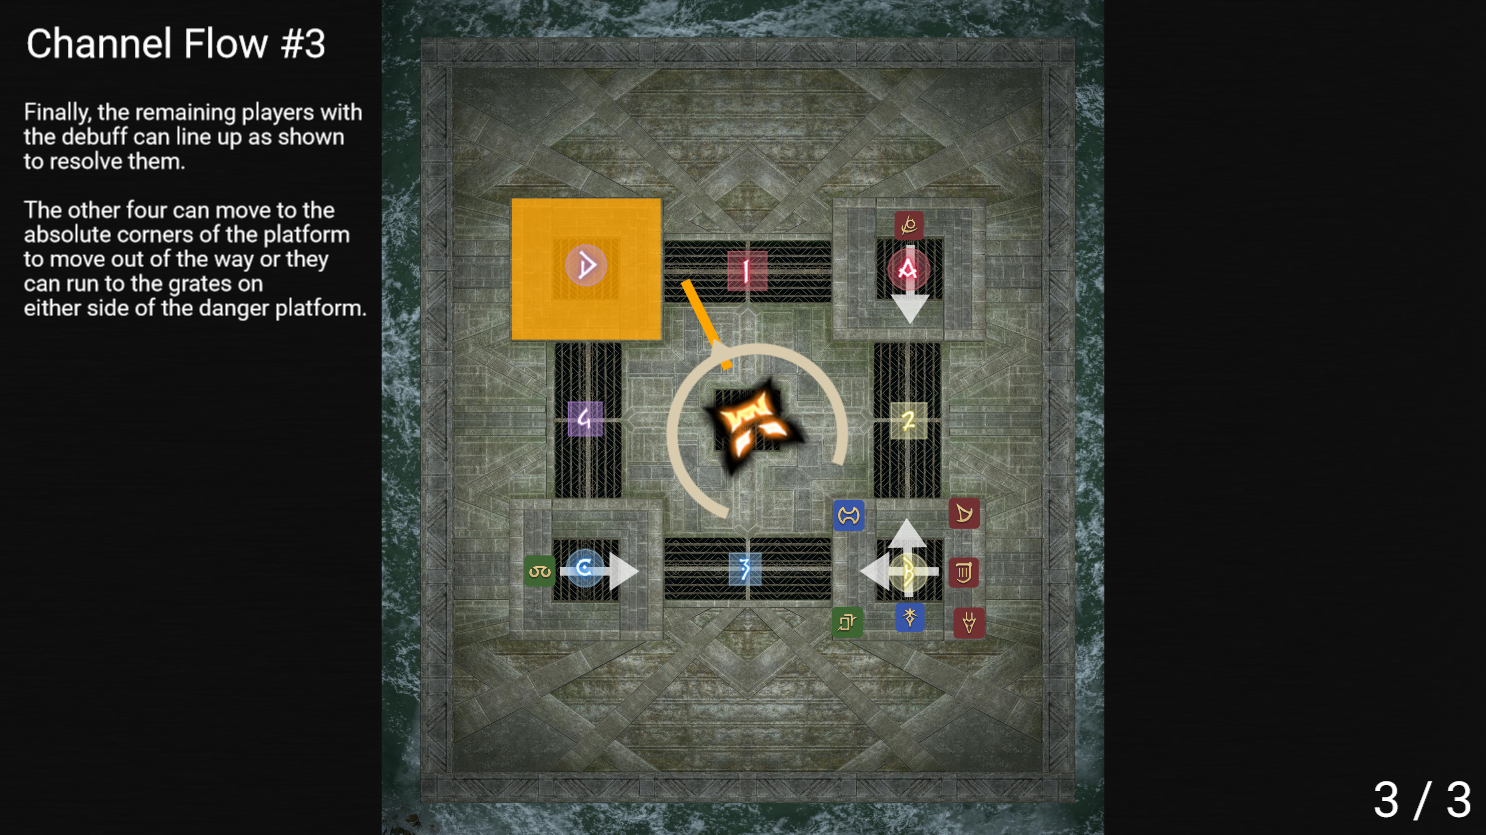 Channel Flow #3
Finally, the remaining players with
the debuff can line up as shown
to resolve them.
The other four can move to the
absolute corners of the platform
to move out of the way or they
can run to the grates on
either side of the danger platform.
D
1
A
4
2
C
3
B
3 / 3